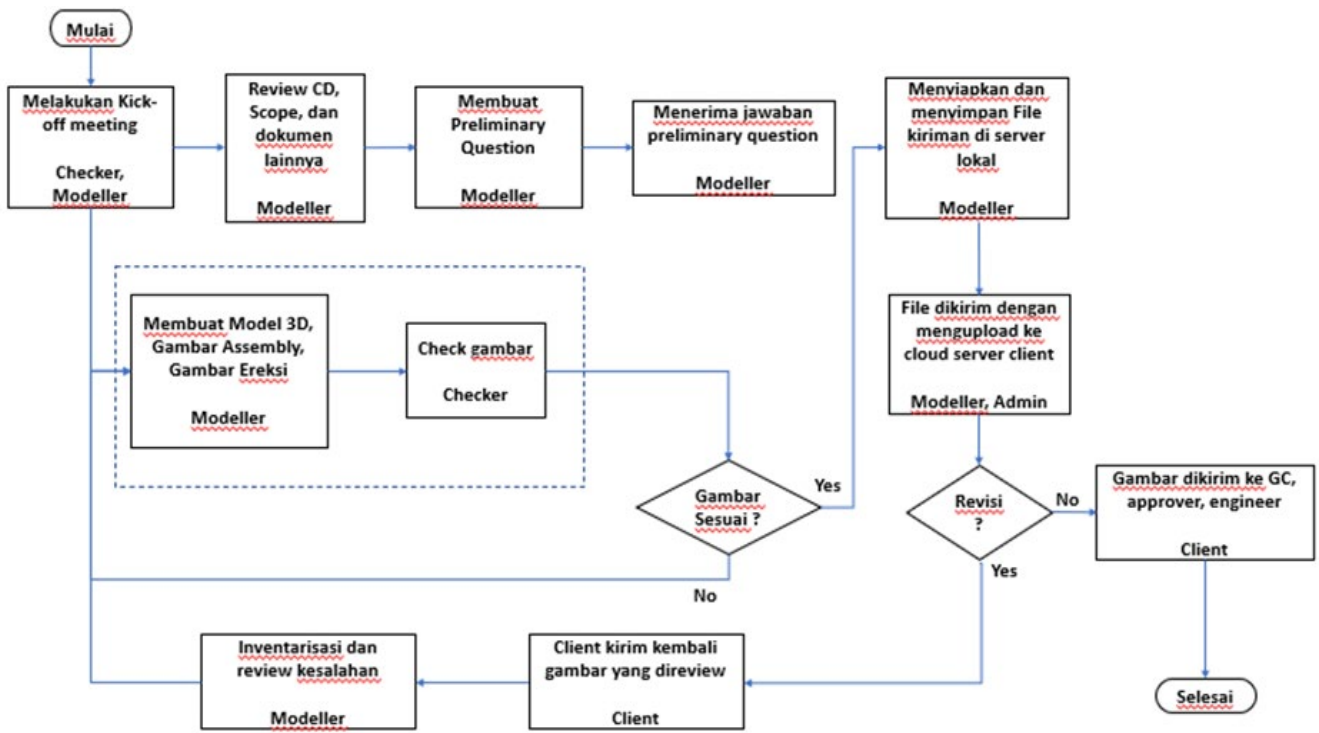 Mulai
Melakukan Kick-
off meeting
Checker,
Modeller
Review CD,
Scope, dan
dokumen
lainnya
Modeller
Membuat
Preliminary
Question
Modeller
Menerima jawaban
preliminary question
Modeller
Menyiapkan dan
menyimpan File
kiriman di server
lokal
Modeller
Membuat Model 3D,
Gambar Assembly,
Gambar Ereksi
Modeller
Check gambar
Checker
File dikirim dengan
mengupload ke
cloud server client
Modeller, Admin
Gambar
Sesuai ?
Yes
No
Revisi
?
No
Yes
Gambar dikirim ke GC,
approver, engineer
Client
Inventarisasi dan
review kesalahan
Modeller
Client kirim kembali
gambar yang direview
Client
Selesai